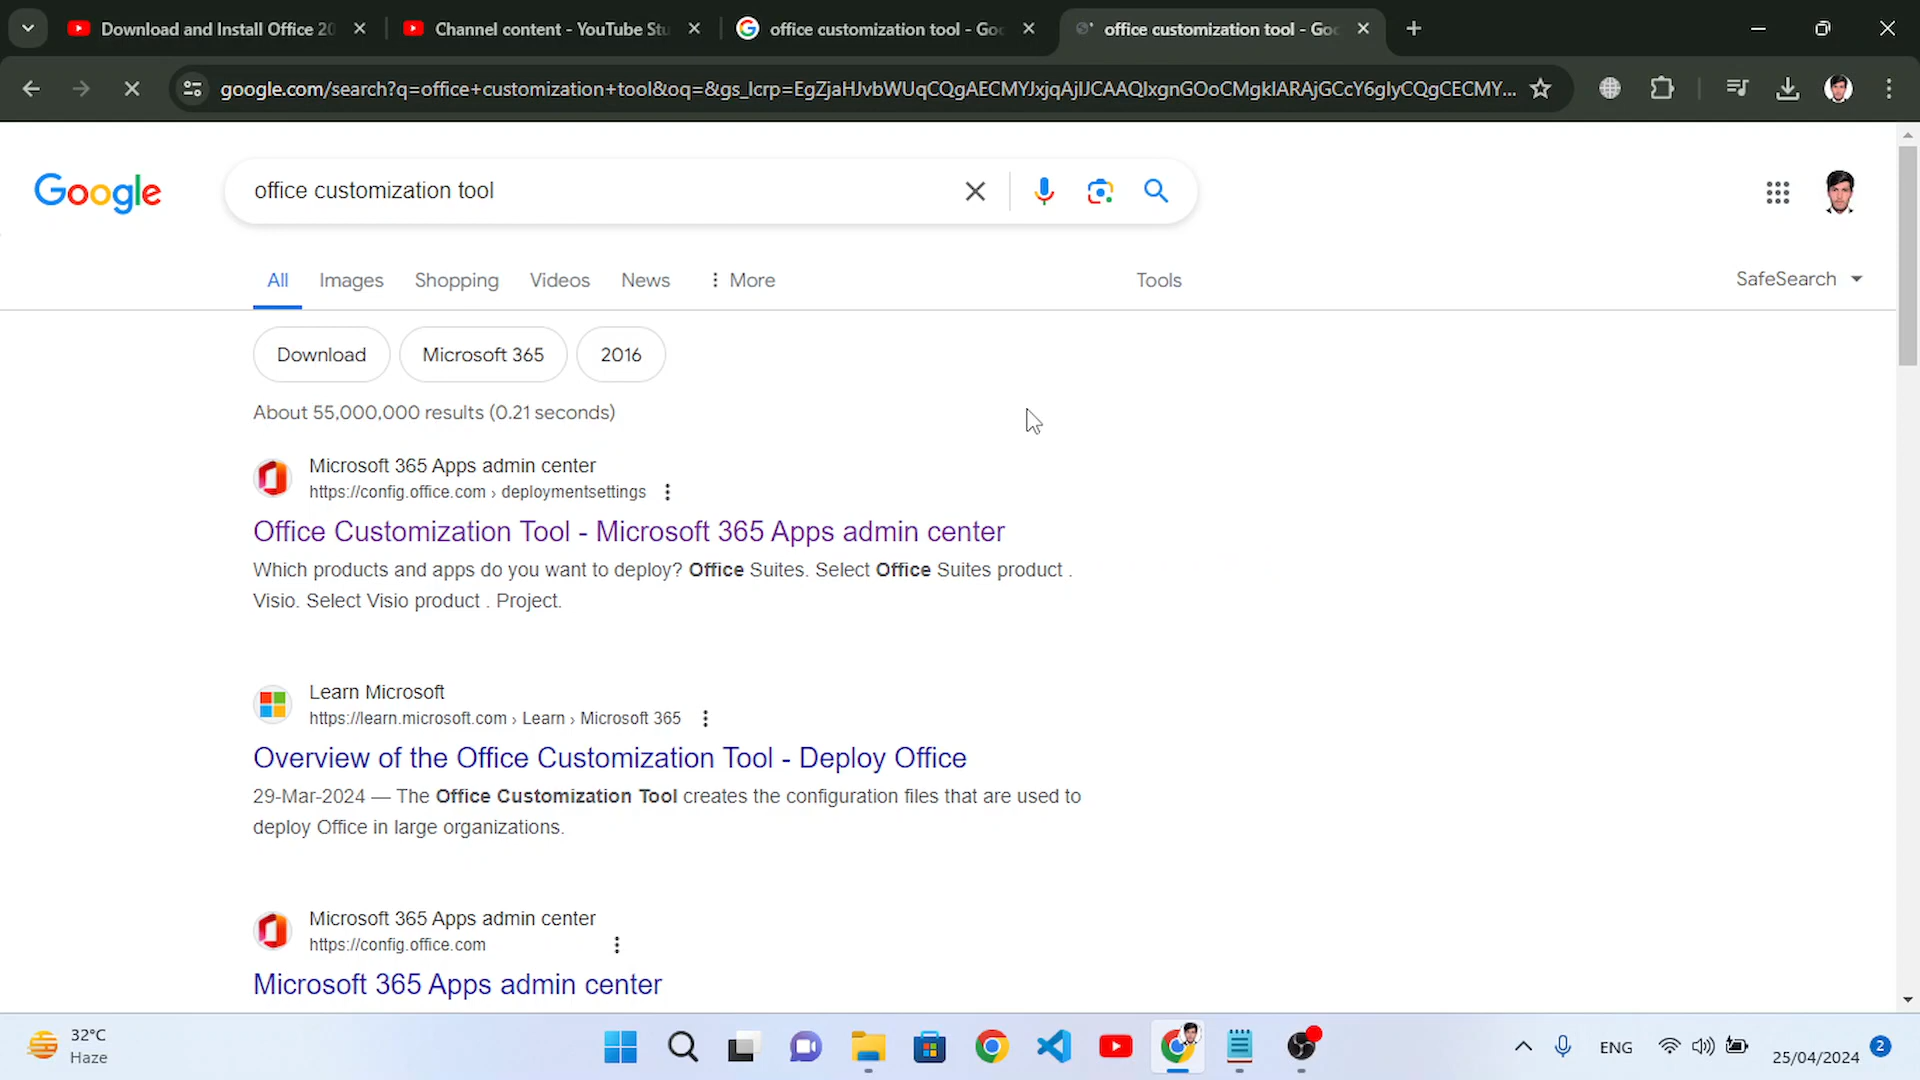 Download and Install Office 20
Channel content - YouTube Stu
office customization tool - Goo
office customization tool - Goo
google.com/search?q=office+customization+tool&oq=&gs_lcrp=EgZjaHJvbWUqCQgAECMYJxjqAjIJCAAQIxgnGOoCMgkIARAjGCcY6gIyCQgCECMY...
Google
office customization tool
All
Images
Shopping
Videos
News
More
Tools
SafeSearch
Download
Microsoft 365
2016
About 55,000,000 results (0.21 seconds)
Microsoft 365 Apps admin center
https://config.office.com › deploymentsettings
Office Customization Tool - Microsoft 365 Apps admin center
Which products and apps do you want to deploy? Office Suites. Select Office Suites product .
Visio. Select Visio product . Project.
Learn Microsoft
https://learn.microsoft.com › Learn › Microsoft 365
Overview of the Office Customization Tool - Deploy Office
29-Mar-2024 — The Office Customization Tool creates the configuration files that are used to
deploy Office in large organizations.
Microsoft 365 Apps admin center
https://config.office.com
Microsoft 365 Apps admin center
32°C
Haze
ENG
25/04/2024
2